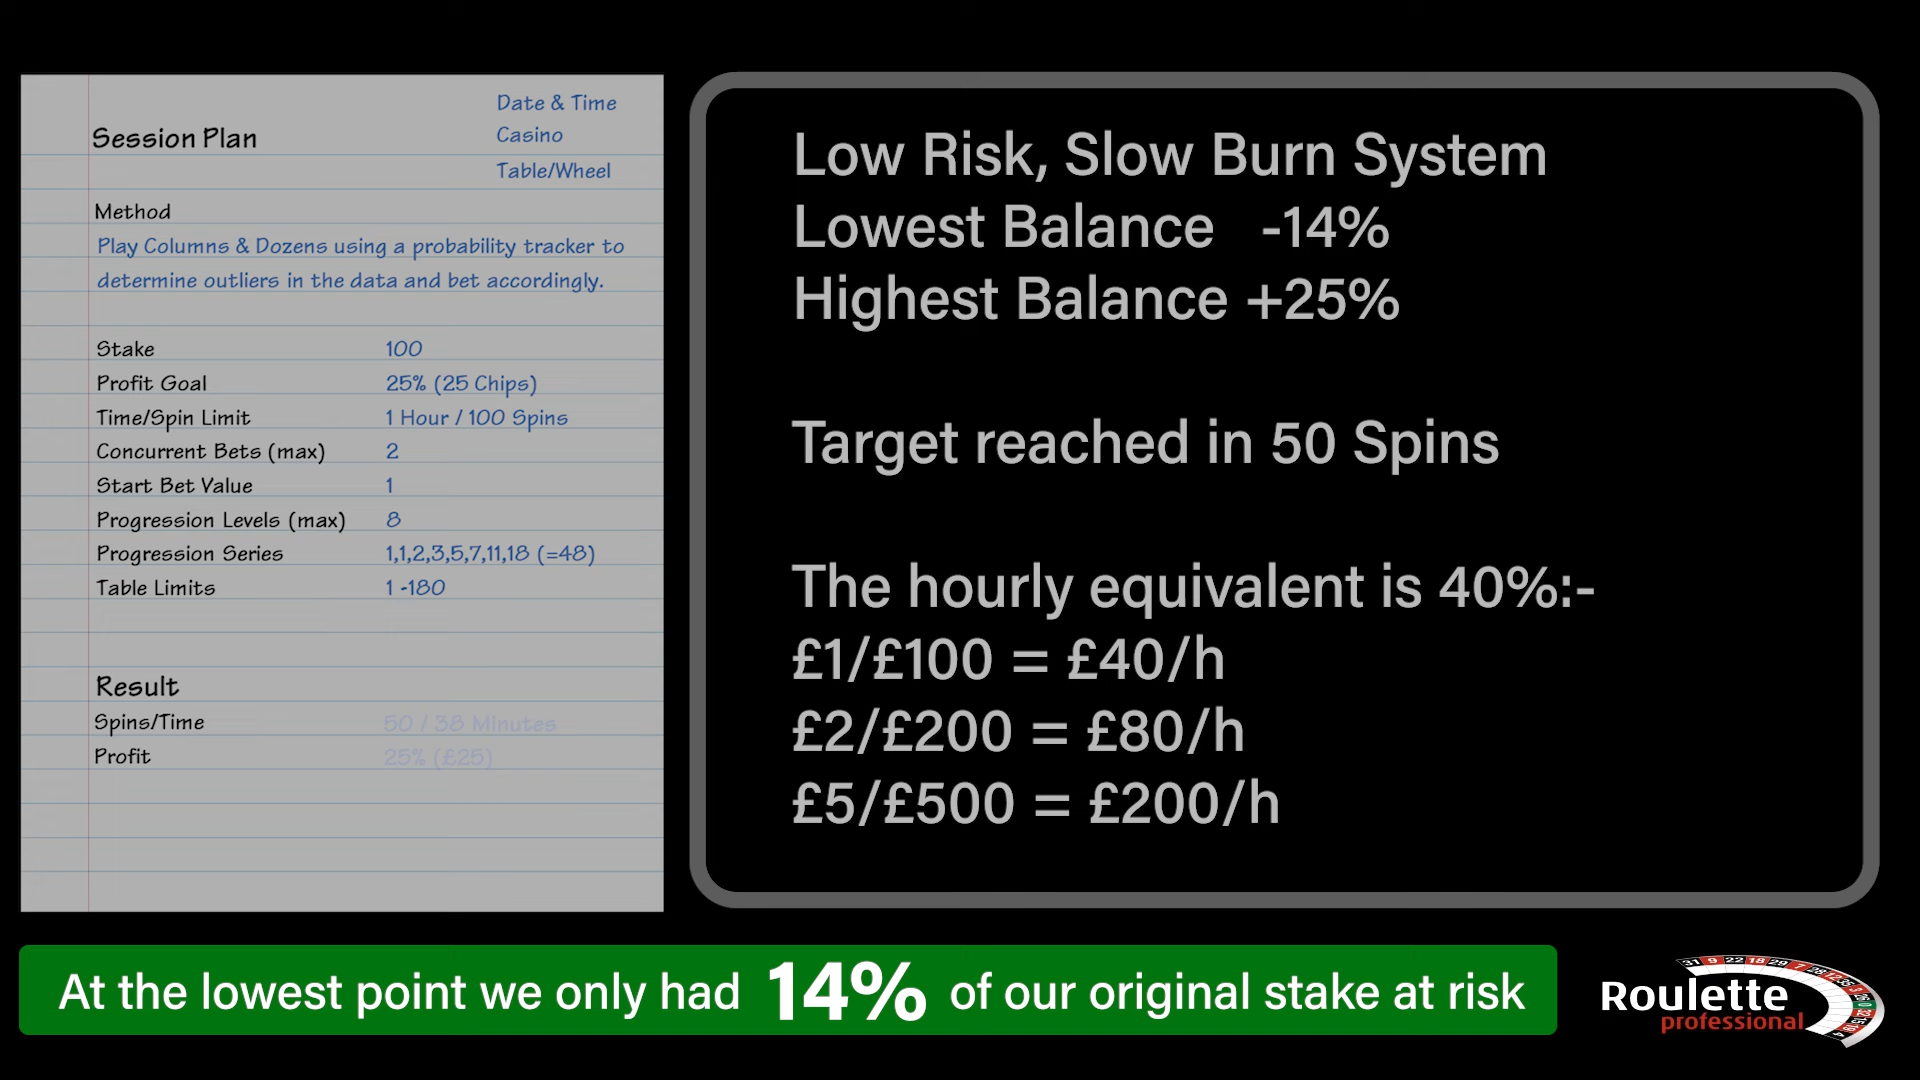 Session Plan
Date & Time
Casino
Table/Wheel
Method
Play Columns & Dozens using a probability tracker to
determine outliers in the data and bet accordingly.
Stake 100
Profit Goal 25% (25 Chips)
Time/Spin Limit 1 Hour / 100 Spins
Concurrent Bets (max) 2
Start Bet Value 1
Progression Levels (max) 8
Progression Series 1,1,2,3,5,7,11,18 (=48)
Table Limits 1 -180
Result
Spins/Time 50 / 38 Minutes
Profit 25% (£25)
Low Risk, Slow Burn System
Lowest Balance -14%
Highest Balance +25%
Target reached in 50 Spins
The hourly equivalent is 40%:-
£1/£100 = £40/h
£2/£200 = £80/h
£5/£500 = £200/h
At the lowest point we only had 14% of our original stake at risk
Roulette
professional